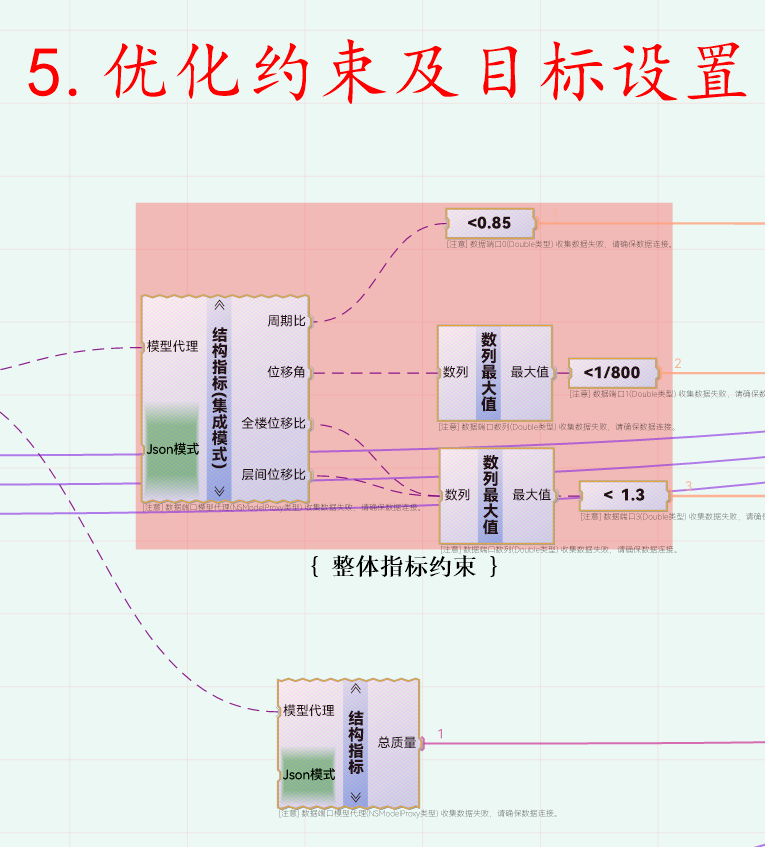 5. 优化约束及目标设置
<0.85
[注意] 数据端口0(Double类型) 收集数据失败，请确保数据连接。
结构指标(集成模式)
模型代理
Json模式
周期比
位移角
全楼位移比
层间位移比
[注意] 数据端口模型代理(NSModelProxy类型) 收集数据失败，请确保数据连接。
数列最大值
数列
最大值
[注意] 数据端口数列(Double类型) 收集数据失败，请确保数据连接。
<1/800
2
[注意] 数据端口1(Double类型) 收集数据失败，请确保
数列最大值
数列
最大值
[注意] 数据端口数列(Double类型) 收集数据失败，请确保数据连接。
< 1.3
3
[注意] 数据端口3(Double类型) 收集数据失败，请确
{ 整体指标约束 }
结构指标
模型代理
Json模式
总质量
1
[注意] 数据端口模型代理(NSModelProxy类型) 收集数据失败，请确保数据连接。